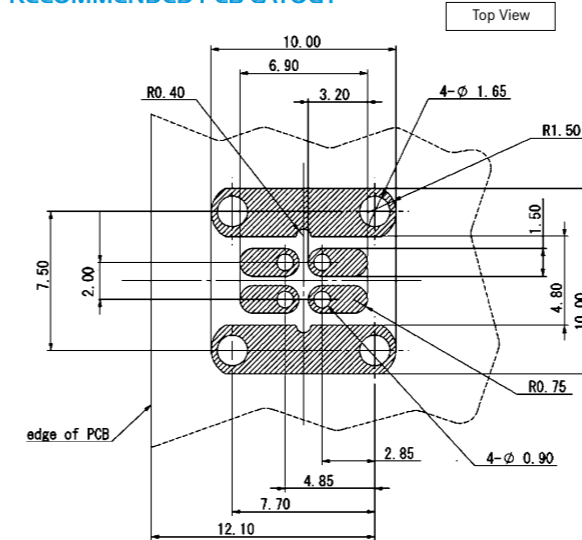 RECOMMENDED PCB LAYOUT
Top View
10.00
6.90
3.20
4-φ 1.65
R0.40
R1.50
1.50
7.50
2.00
4.80
10.00
R0.75
edge of PCB
2.85
4-φ 0.90
4.85
7.70
12.10